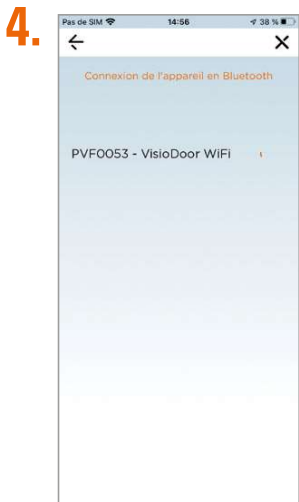 4.
Pas de SIM 14:56 38 %
Connexion de l'appareil en Bluetooth
PVF0053 - VisioDoor WiFi